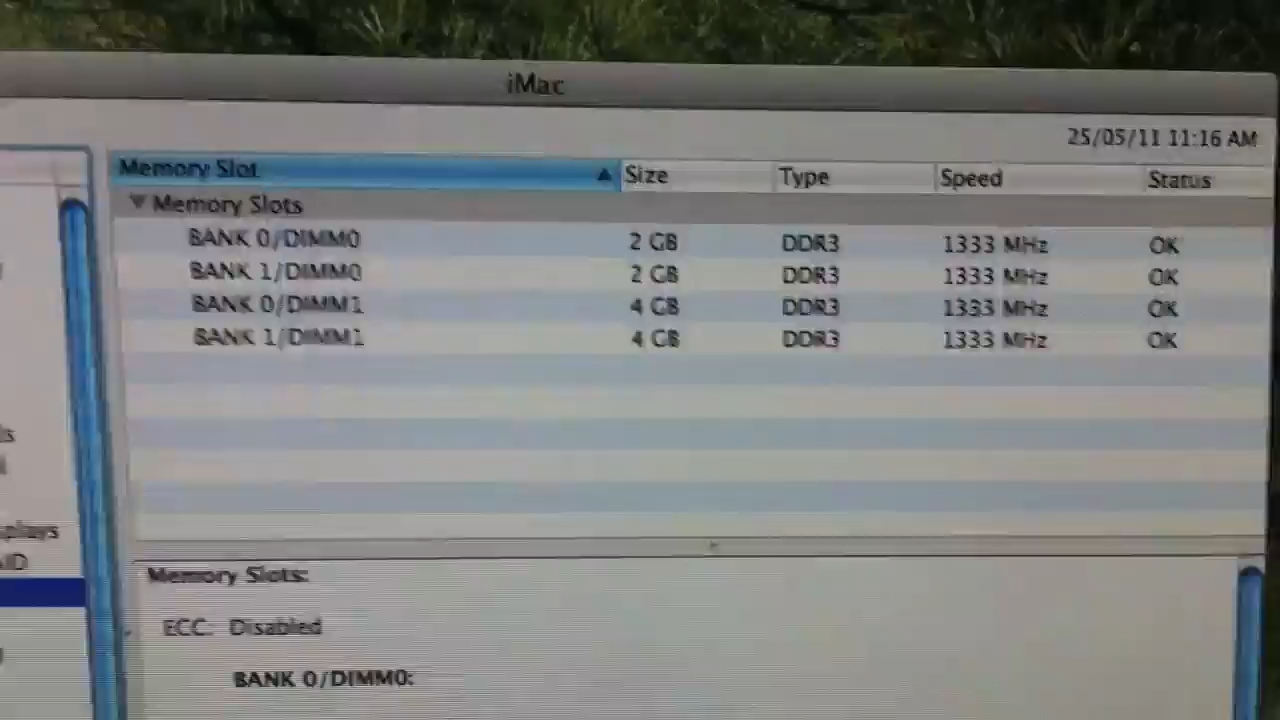 iMac
25/05/11 11:16 AM
Memory Slot Size Type Speed Status
Memory Slots
BANK 0/DIMM0 2 GB DDR3 1333 MHz OK
BANK 1/DIMM0 2 GB DDR3 1333 MHz OK
BANK 0/DIMM1 4 GB DDR3 1333 MHz OK
BANK 1/DIMM1 4 GB DDR3 1333 MHz OK
plays
Memory Slots:
ECC: Disabled
BANK 0/DIMM0: